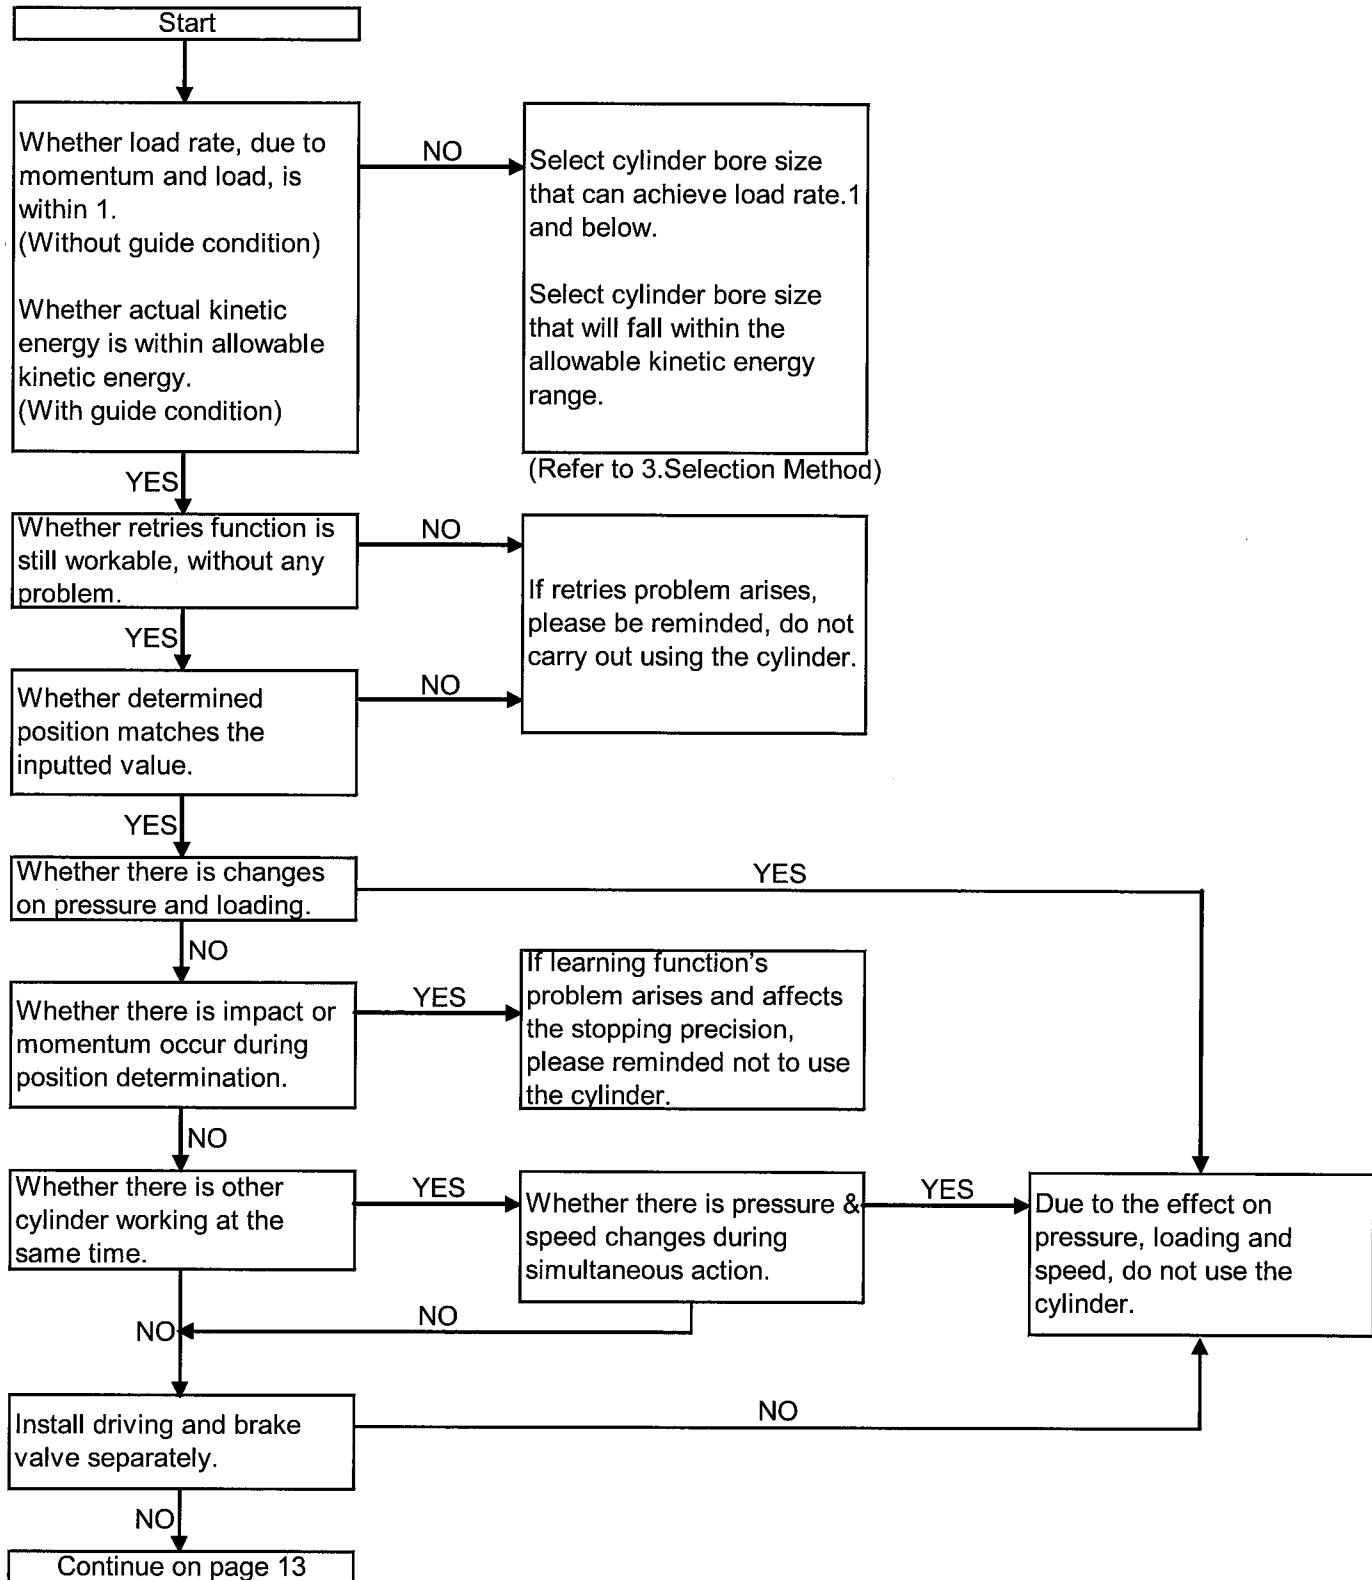 Start
Whether load rate, due to
momentum and load, is
within 1.
(Without guide condition)
Whether actual kinetic
energy is within allowable
kinetic energy.
(With guide condition)
NO
Select cylinder bore size
that can achieve load rate.1
and below.
Select cylinder bore size
that will fall within the
allowable kinetic energy
range.
(Refer to 3.Selection Method)
YES
Whether retries function is
still workable, without any
problem.
NO
If retries problem arises,
please be reminded, do not
carry out using the cylinder.
YES
Whether determined
position matches the
inputted value.
NO
YES
Whether there is changes
on pressure and loading.
YES
NO
Whether there is impact or
momentum occur during
position determination.
YES
If learning function's
problem arises and affects
the stopping precision,
please reminded not to use
the cylinder.
NO
Whether there is other
cylinder working at the
same time.
YES
Whether there is pressure &
speed changes during
simultaneous action.
YES
Due to the effect on
pressure, loading and
speed, do not use the
cylinder.
NO
NO
Install driving and brake
valve separately.
NO
NO
Continue on page 13